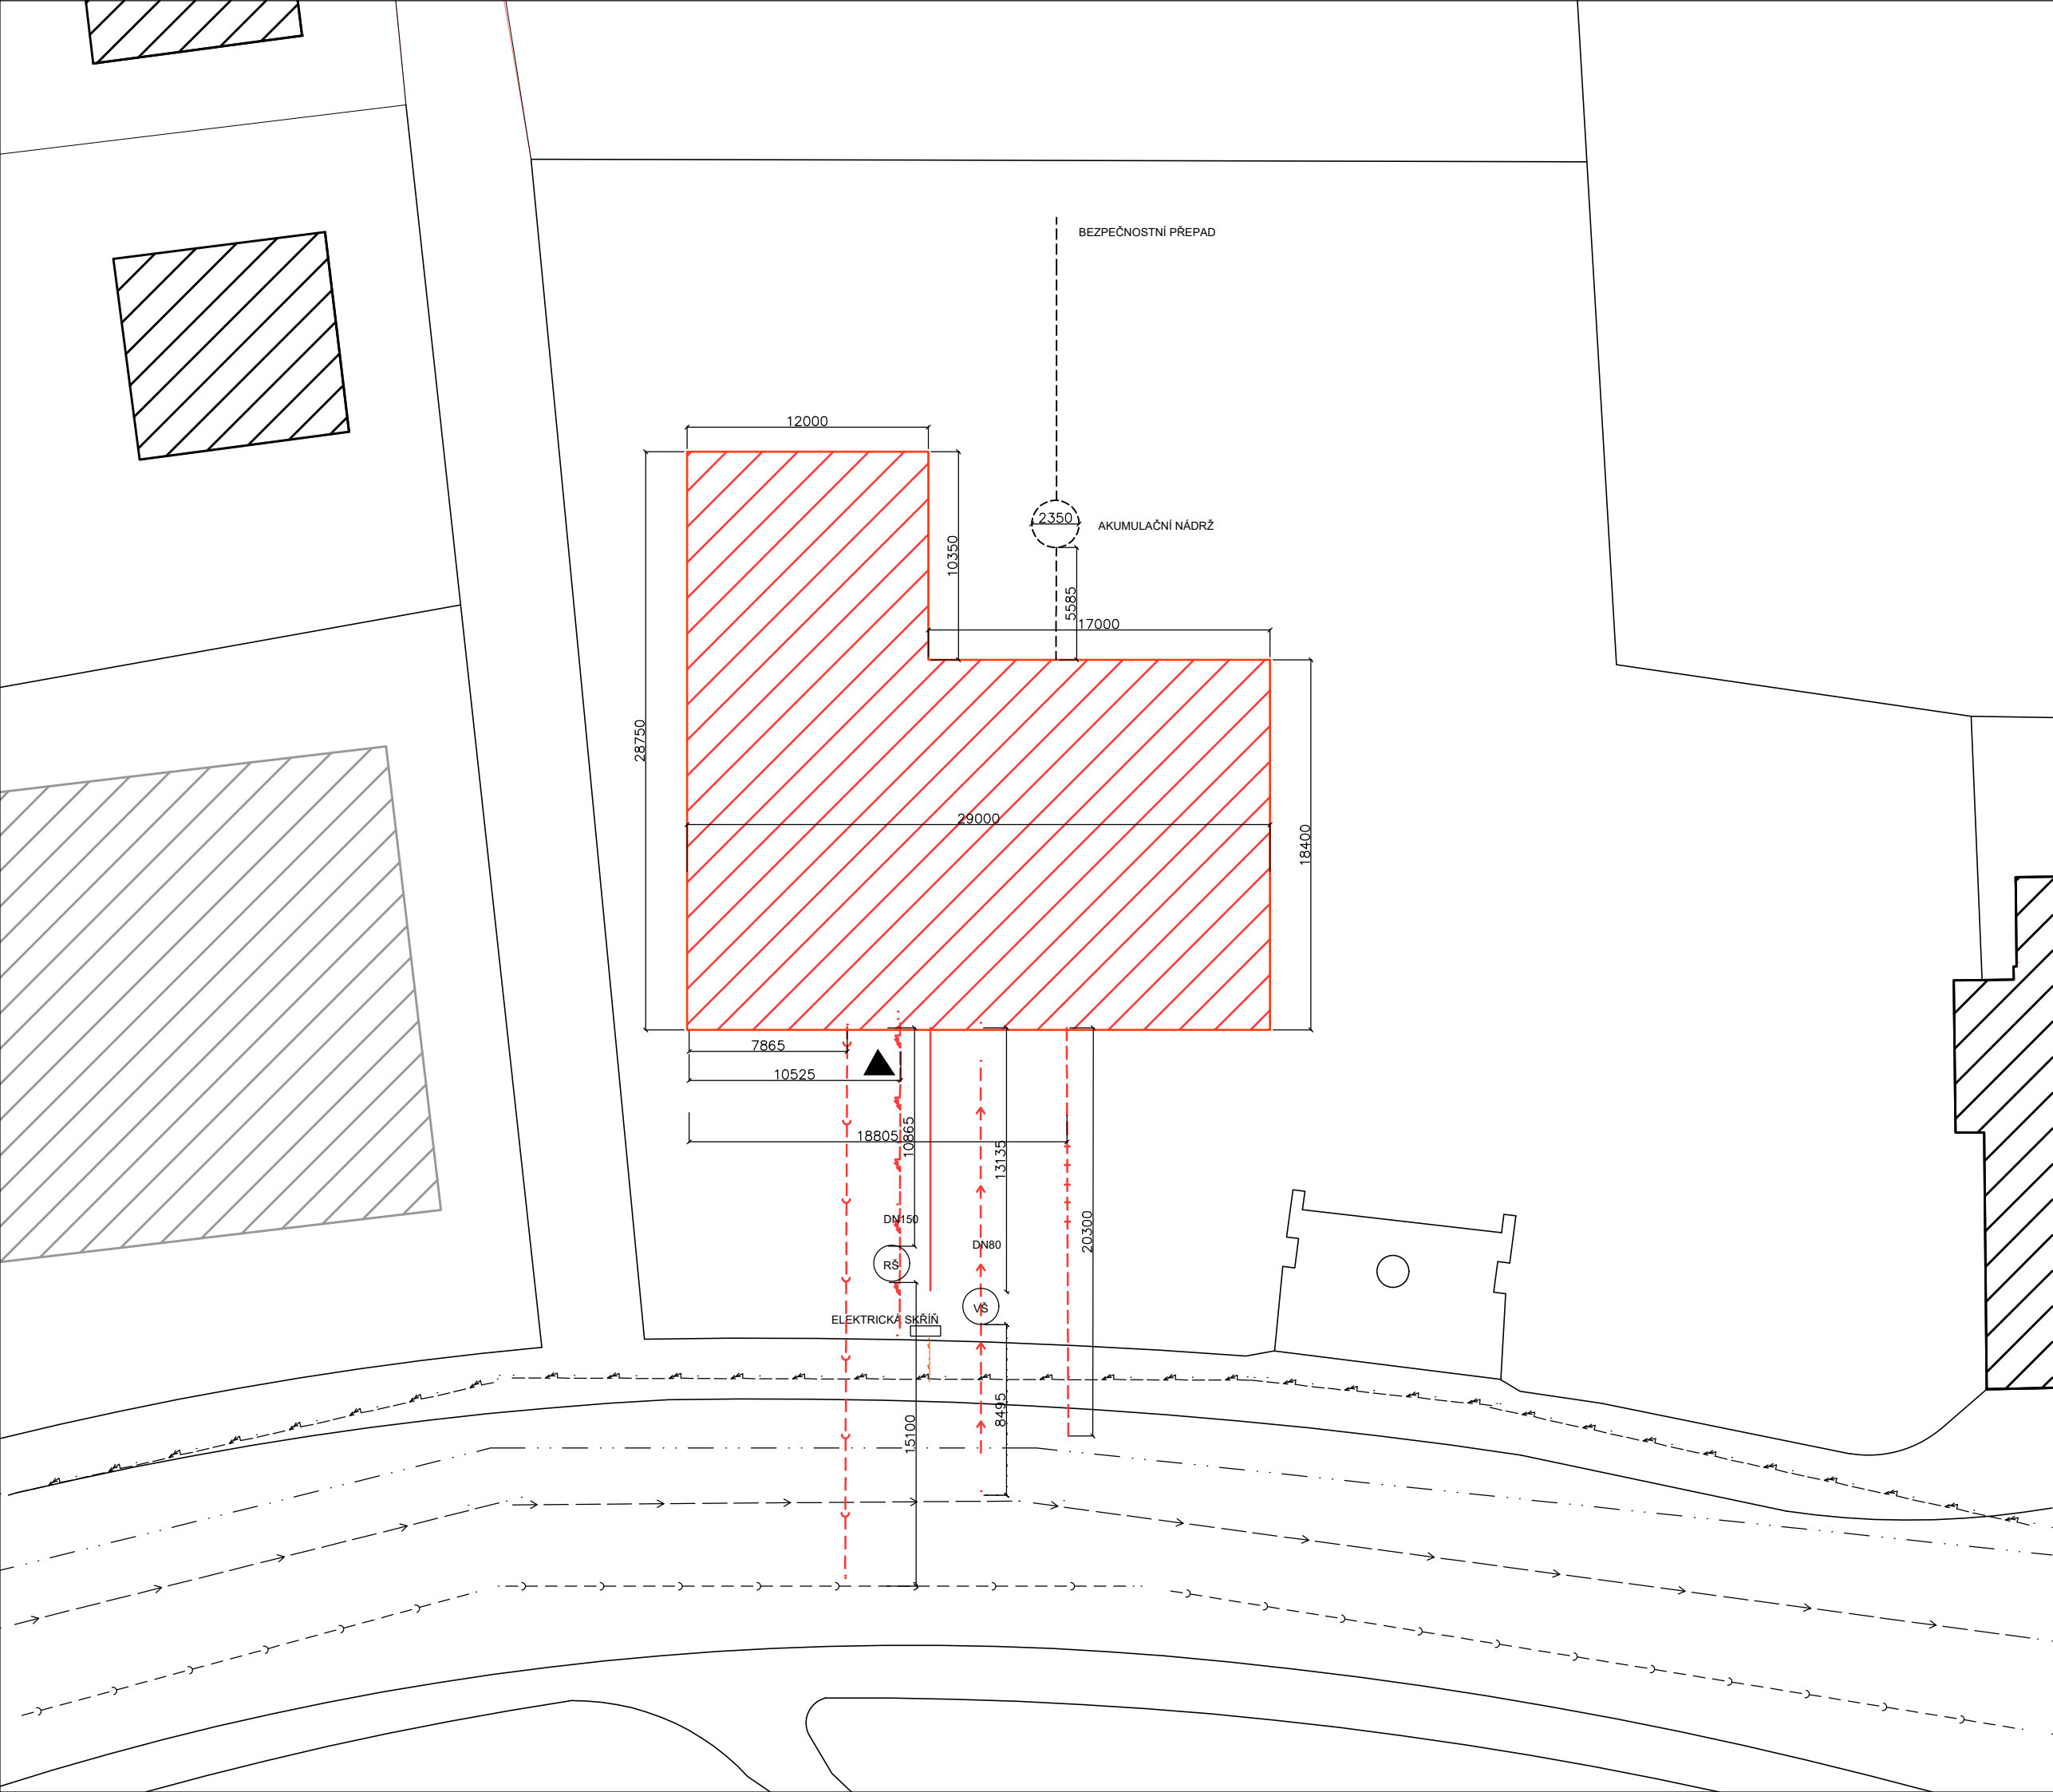 BEZPEČNOSTNÍ PŘEPAD
12000
2350
AKUMULAČNÍ NÁDRŽ
10350
5585
17000
28750
29000
18400
7865
10525
18805
10865
13135
20300
DN150
DN80
RŠ
VŠ
ELEKTRICKÁ SKŘÍŇ
8495
15100